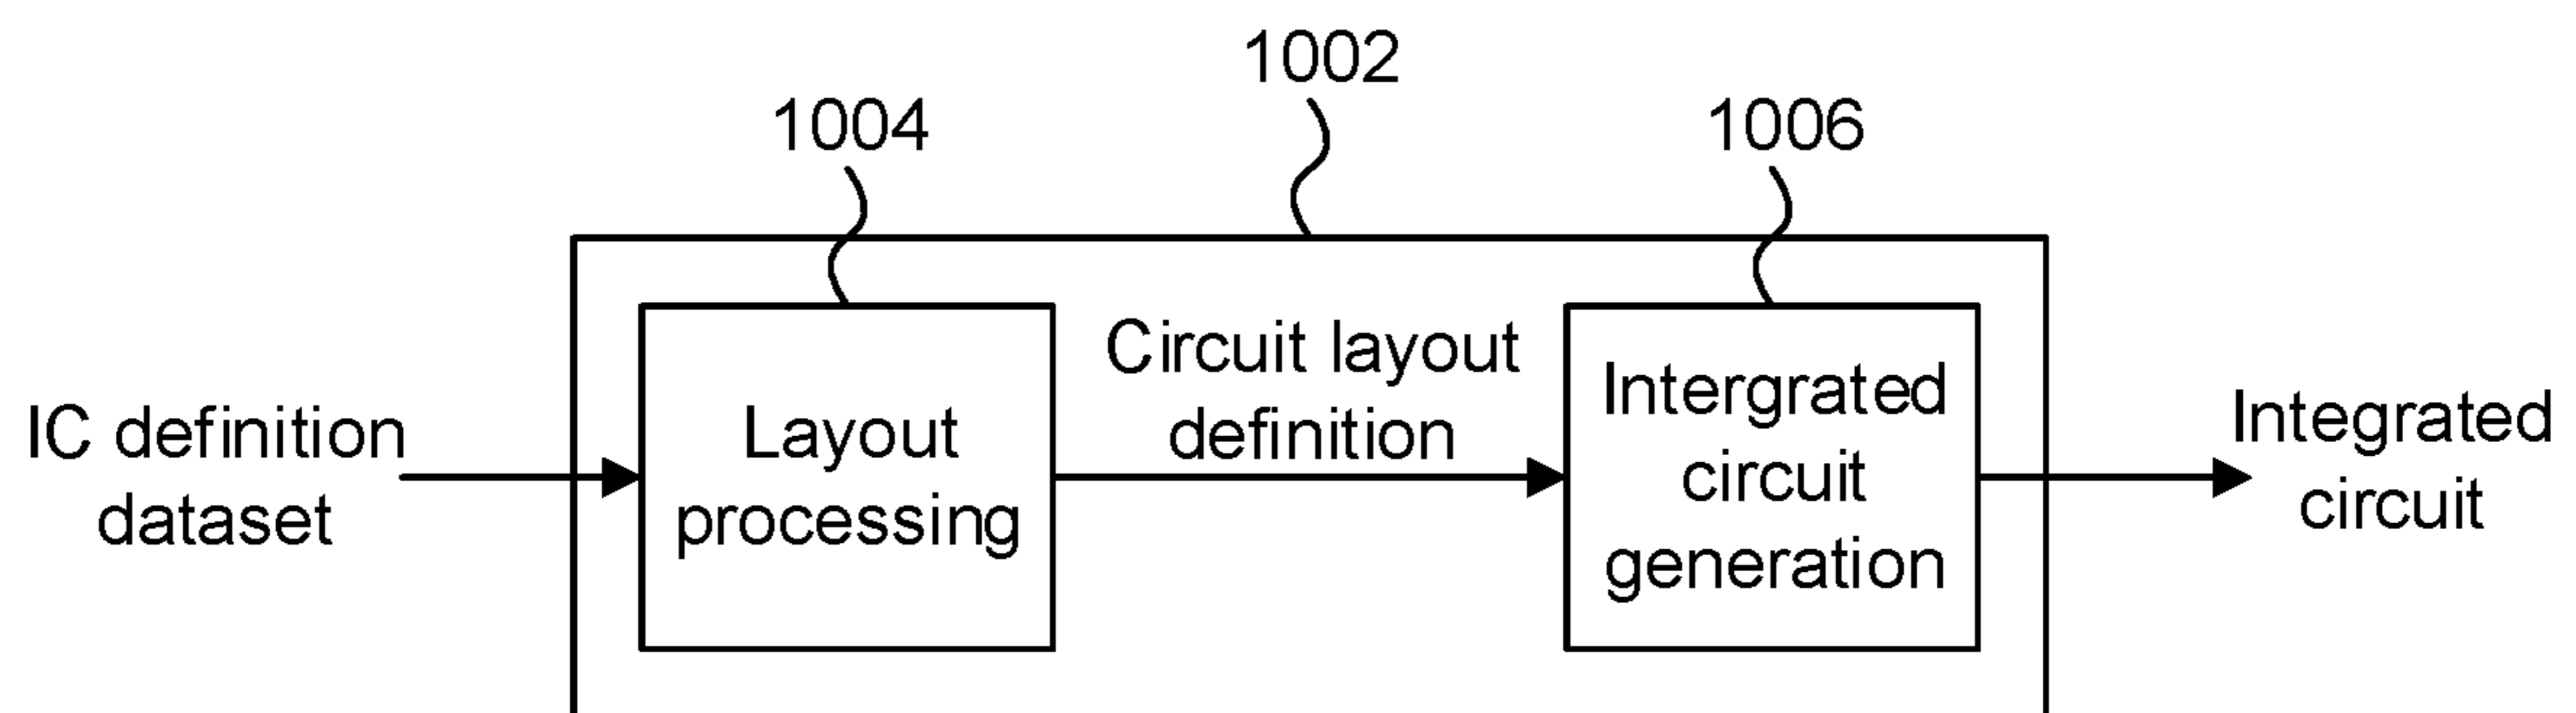 1002
1004
1006
IC definition
dataset
Layout
processing
Circuit layout
definition
Intergrated
circuit
generation
Integrated
circuit